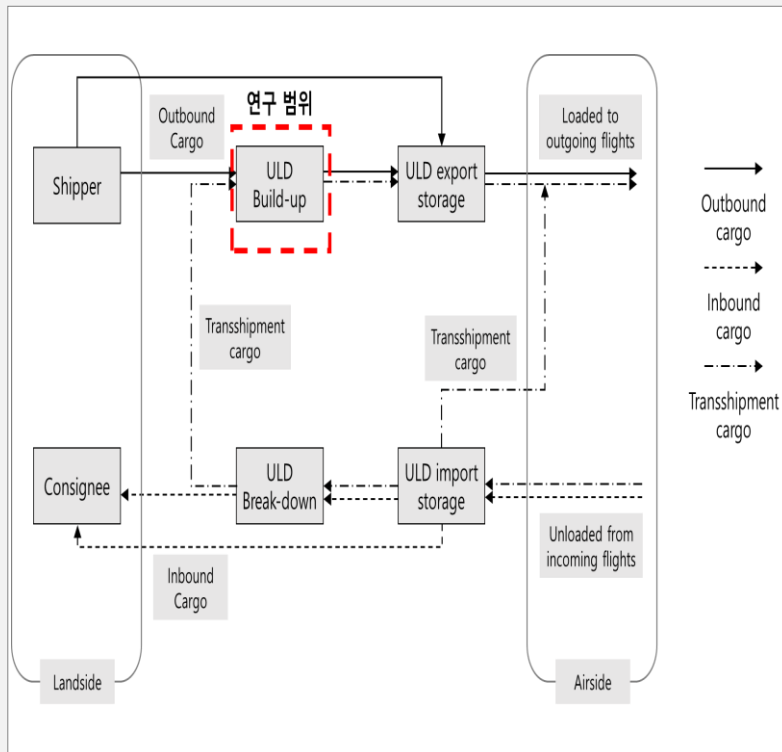 연구 범위
Outbound
Cargo
Loaded to
outgoing flights
Shipper
ULD
Build-up
ULD export
storage
Outbound
cargo
Inbound
cargo
Transshipment
cargo
Transshipment
cargo
Transshipment
cargo
Consignee
ULD
Break-down
ULD import
storage
Unloaded from
incoming flights
Inbound
Cargo
Landside
Airside